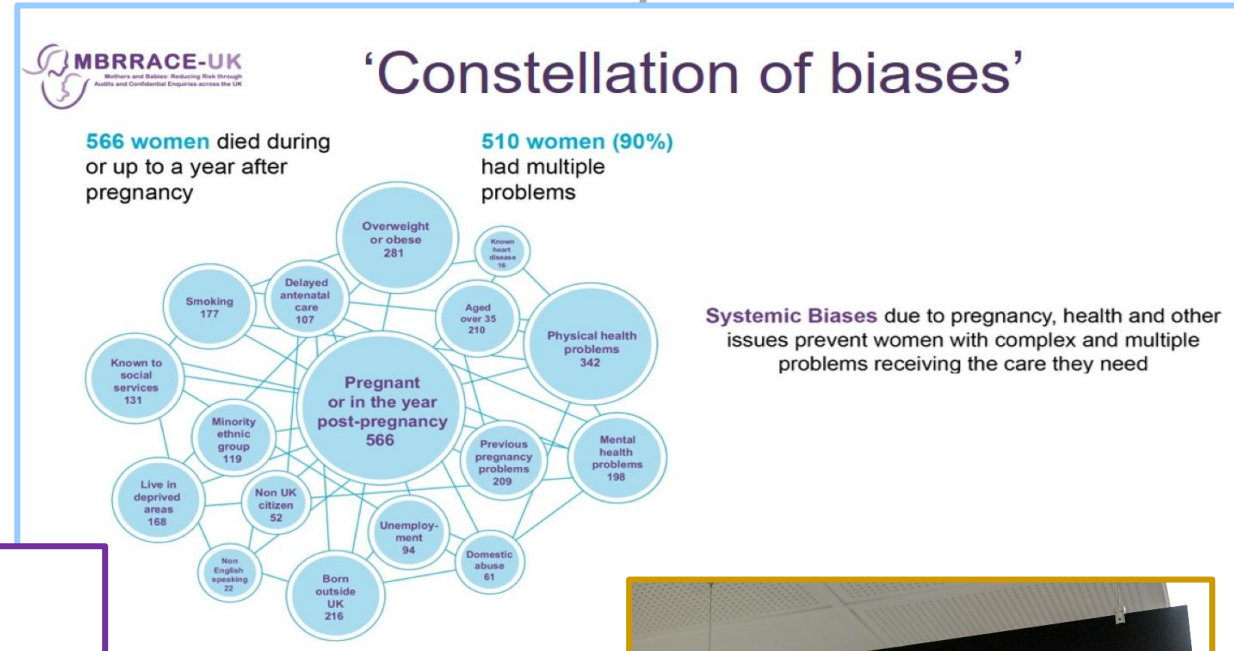 MBRRACE-UK
Mothers and Babies: Reducing Risk through
Audits and Confidential Enquiries across the UK
‘Constellation of biases’
566 women died during
or up to a year after
pregnancy
510 women (90%)
had multiple
problems
Overweight
or obese
281
Known
heart
disease
16
Smoking
177
Delayed
antenatal
care
107
Aged
over 35
210
Physical health
problems
342
Known to
social
services
131
Pregnant
or in the year
post-pregnancy
566
Minority
ethnic
group
119
Previous
pregnancy
problems
209
Mental
health
problems
198
Live in
deprived
areas
168
Non UK
citizen
52
Unemploy-
ment
94
Domestic
abuse
61
Non
English
speaking
22
Born
outside
UK
216
Systemic Biases due to pregnancy, health and other
issues prevent women with complex and multiple
problems receiving the care they need